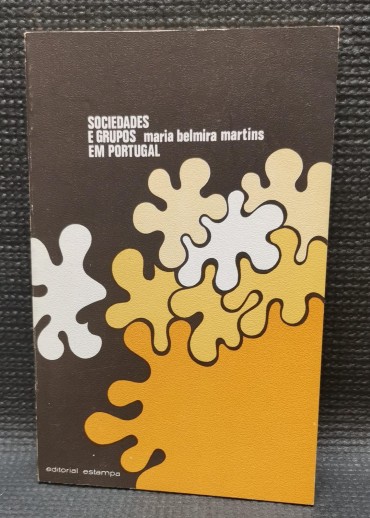 SOCIEDADES
E GRUPOS maria belmira martins
EM PORTUGAL
editorial estampa